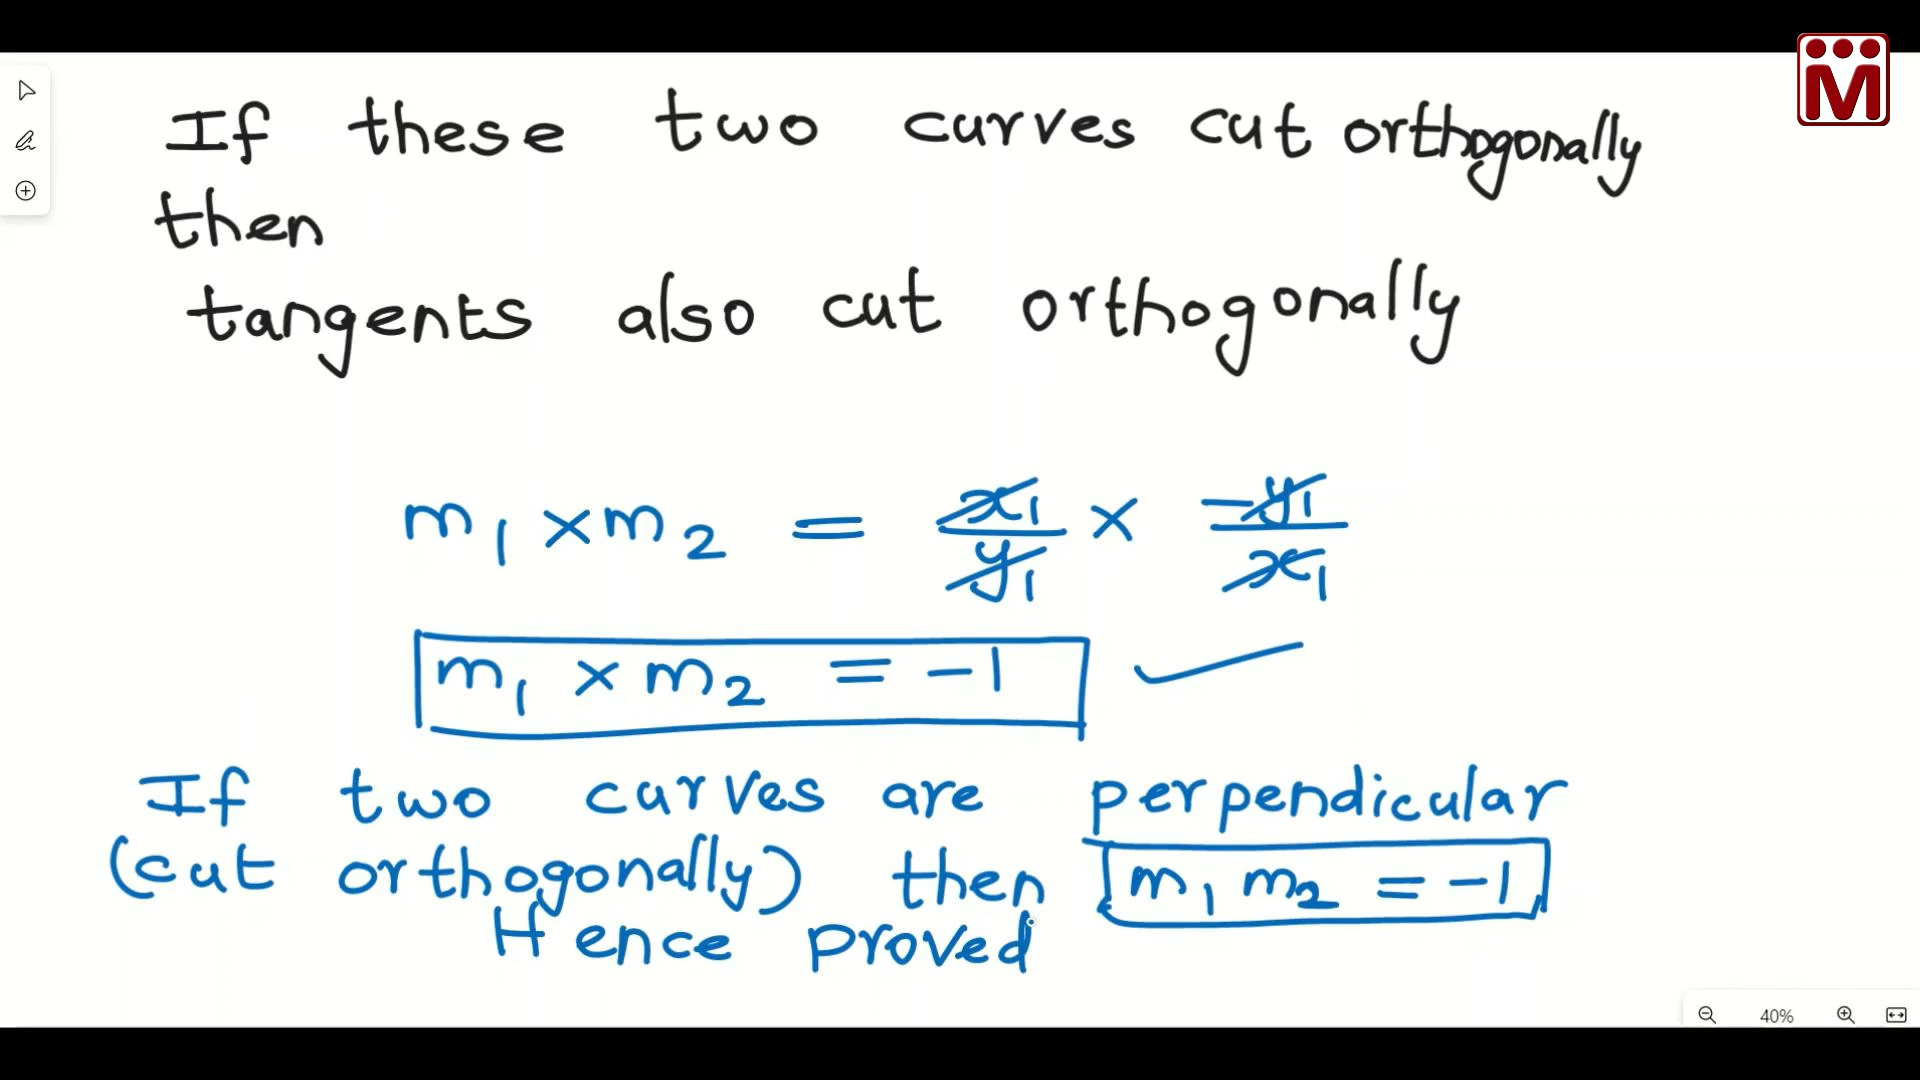 If these two curves cut orthogonally
then
tangents also cut orthogonally
m₁ × m₂ = x₁/y₁ × -y₁/x₁
m₁ × m₂ = -1 ✓
If two curves are perpendicular
(cut orthogonally) then m₁ m₂ = -1
Hence proved
M
40%